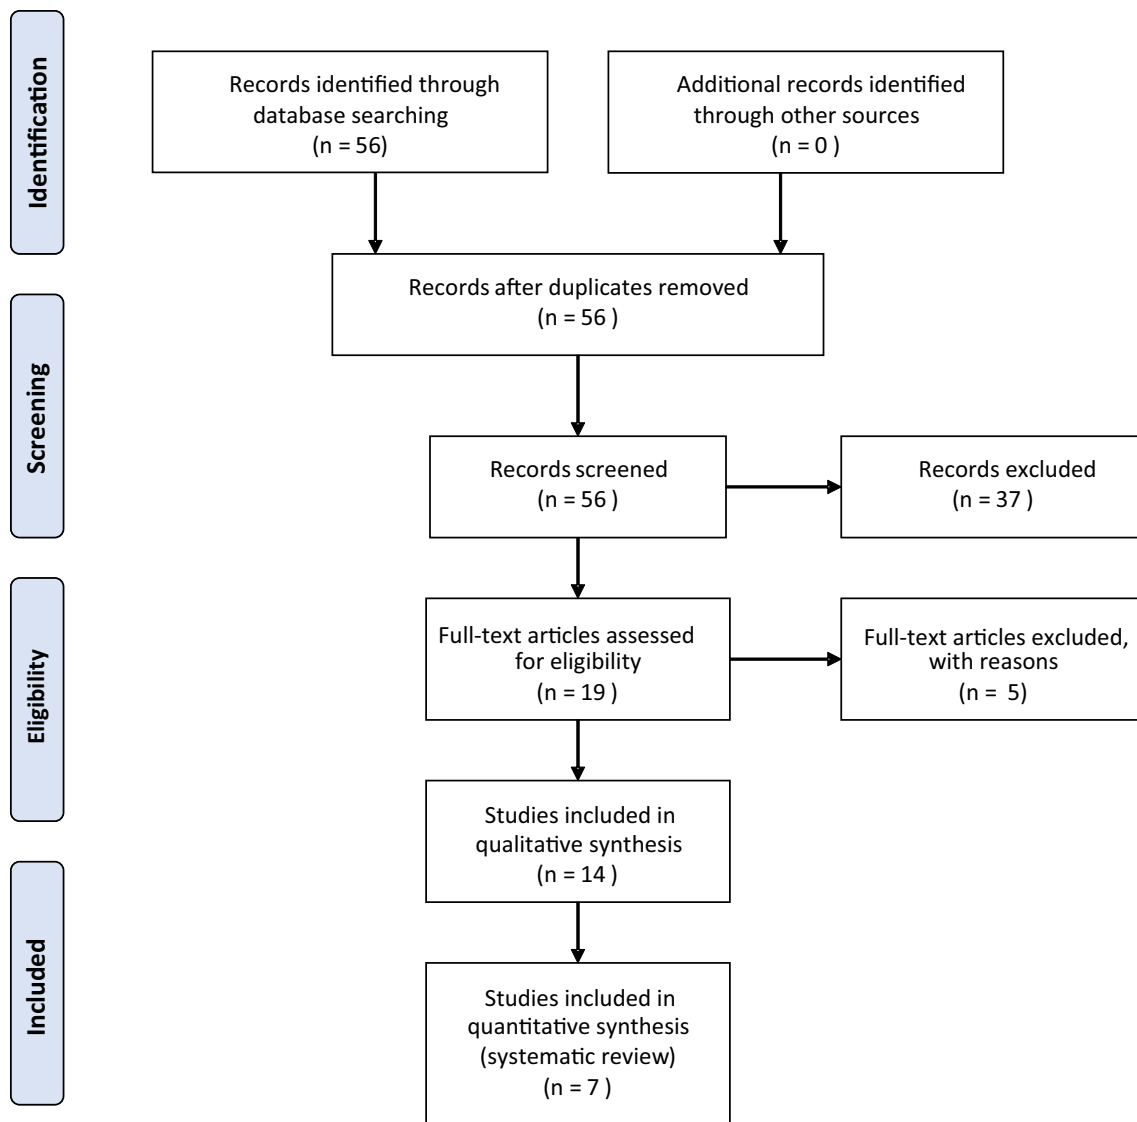 Identification
Records identified through
database searching
(n = 56)
Additional records identified
through other sources
(n = 0 )
Records after duplicates removed
(n = 56 )
Screening
Records screened
(n = 56 )
Records excluded
(n = 37 )
Eligibility
Full-text articles assessed
for eligibility
(n = 19 )
Full-text articles excluded,
with reasons
(n =  5)
Studies included in
qualitative synthesis
(n = 14 )
Included
Studies included in
quantitative synthesis
(systematic review)
(n = 7 )